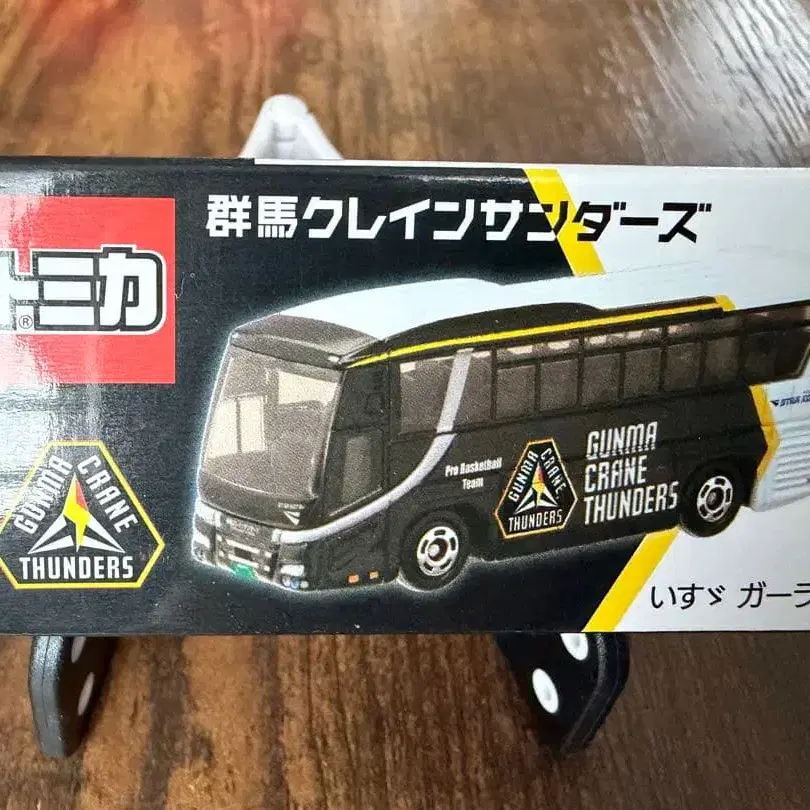 群馬クレインサンダーズ
トミカ
®
GUNMA
CRANE
THUNDERS
Pro Basketball
Team
GUNMA
CRANE
THUNDERS
GUNMA
CRANE
THUNDERS
いすゞ ガーラ